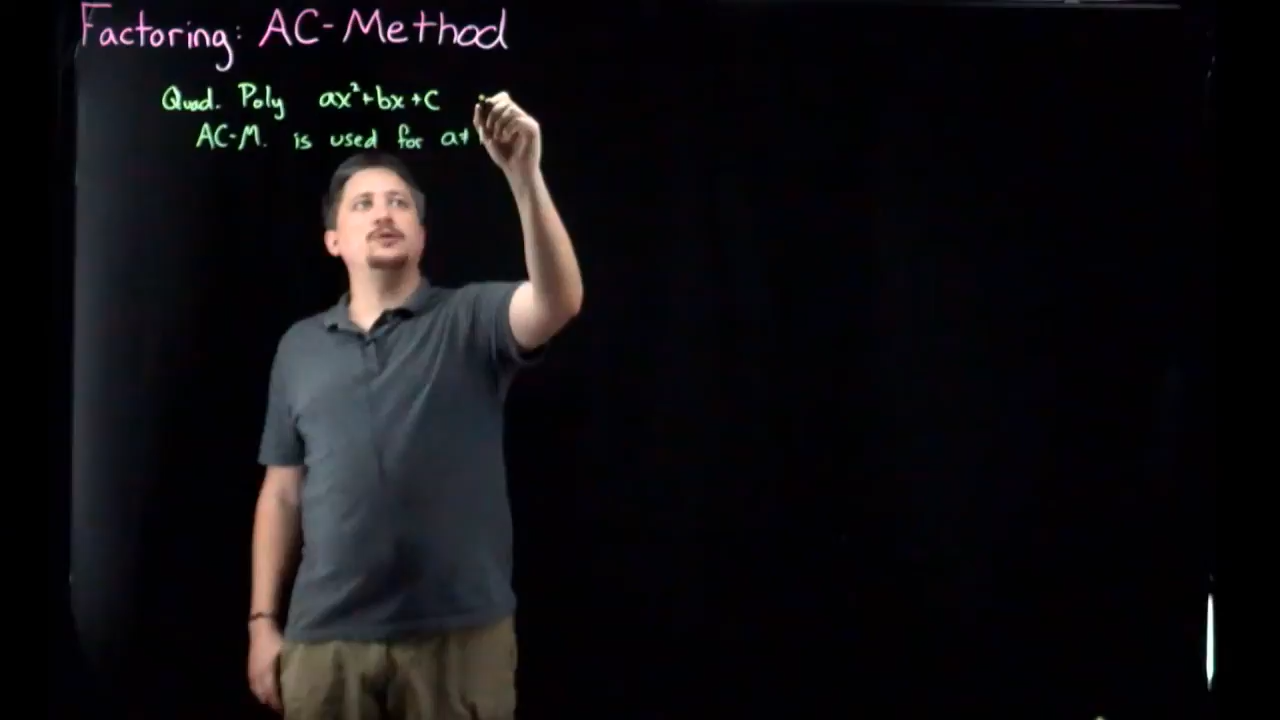 Factoring: AC-Method
Quad. Poly ax²+bx+c
AC-M. is used for a